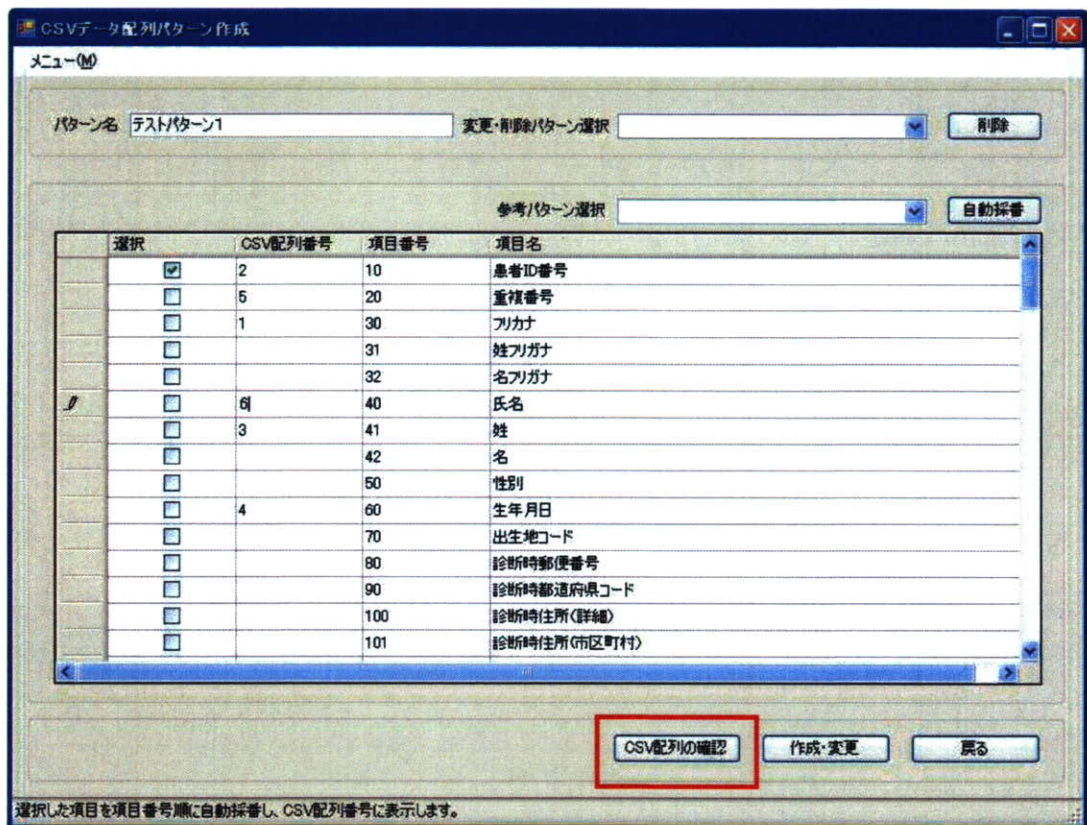 CSVデータ配列パターン作成
メニュー(M)
パターン名 テストパターン1 変更・削除パターン選択 削除
参考パターン選択 自動採番
選択 CSV配列番号 項目番号 項目名
2 10 患者ID番号
5 20 重複番号
1 30 フリカナ
31 姓フリガナ
32 名フリガナ
6 40 氏名
3 41 姓
42 名
50 性別
4 60 生年月日
70 出生地コード
80 診断時郵便番号
90 診断時都道府県コード
100 診断時住所(詳細)
101 診断時住所(市区町村)
CSV配列の確認 作成・変更 戻る
選択した項目を項目番号順に自動採番し、CSV配列番号に表示します。